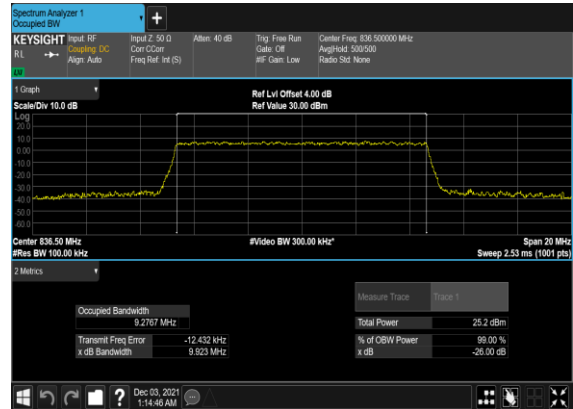 Spectrum Analyzer 1
Occupied BW
+
KEYSIGHT Input: RF Input Z: 50 Ω Atten: 40 dB Trig: Free Run Center Freq: 836.500000 MHz
RL Coupling: DC Corr CCorr Gate: Off Avg|Hold: 500/500
Align: Auto Freq Ref: Int (S) #IF Gain: Low Radio Std: None
1 Graph Ref Lvl Offset 4.00 dB
Scale/Div 10.0 dB Ref Value 30.00 dBm
Log
20.0
10.0
0.00
-10.0
-20.0
-30.0
-40.0
-50.0
-60.0
Center 836.50 MHz #Video BW 300.00 kHz* Span 20 MHz
#Res BW 100.00 kHz Sweep 2.53 ms (1001 pts)
2 Metrics
Measure Trace Trace 1
Occupied Bandwidth
9.2767 MHz Total Power 25.2 dBm
Transmit Freq Error -12.432 kHz % of OBW Power 99.00 %
x dB Bandwidth 9.923 MHz x dB -26.00 dB
? Dec 03, 2021
1:14:46 AM